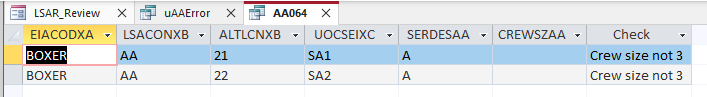 LSAR_Review uAAError AA064
EIACODXA LSACONXB ALTLCNXB UOCSEIXC SERDESAA CREWSZAA Check
BOXER AA 21 SA1 A Crew size not 3
BOXER AA 22 SA2 A Crew size not 3